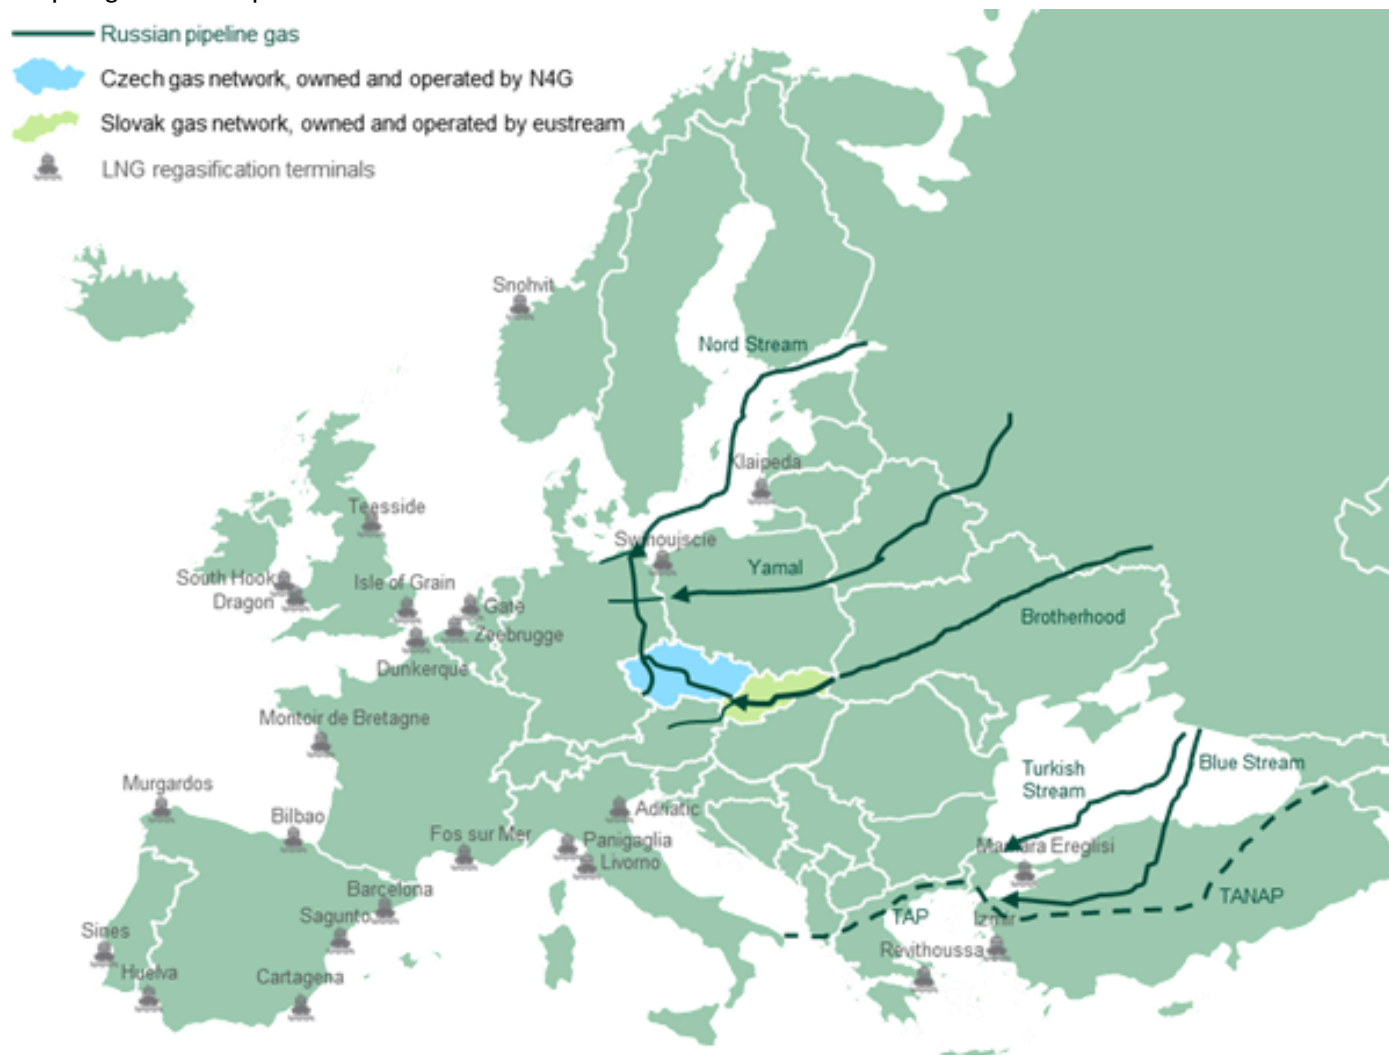 Russian pipeline gas
Czech gas network, owned and operated by N4G
Slovak gas network, owned and operated by eustream
LNG regasification terminals
Snohvit
Nord Stream
Klaipeda
Teesside
Swinoujscie
Yamal
South Hook
Isle of Grain
Dragon
Gate
Zeebrugge
Brotherhood
Dunkerque
Montoir de Bretagne
Turkish
Stream
Blue Stream
Murgardos
Bilbao
Adriatic
Fos sur Mer
Panigaglia
Livorno
Marmara Ereglisi
Barcelona
Sagunto
TAP
Izmir
TANAP
Sines
Huelva
Cartagena
Revithoussa